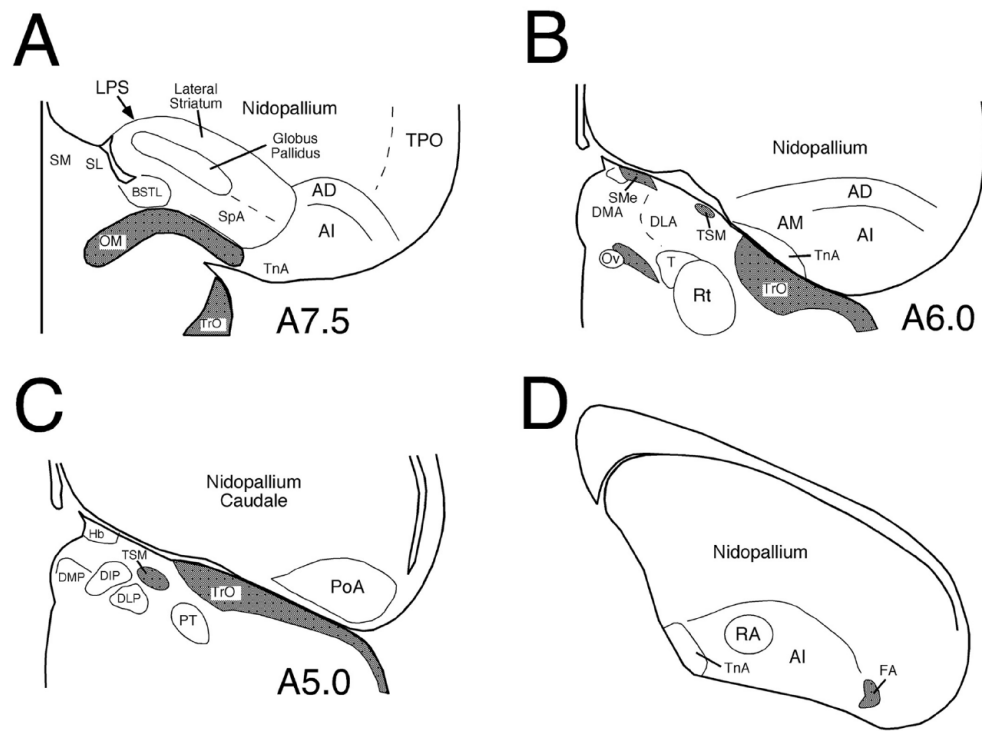 A
LPS
Lateral
Striatum
Nidopallium
Globus
Pallidus
TPO
SM
SL
BSTL
AD
SpA
AI
OM
TnA
TrO
A7.5
B
Nidopallium
SMe
AD
DMA
DLA
TSM
AM
AI
Ov
T
TnA
Rt
TrO
A6.0
C
Nidopallium
Caudale
Hb
TSM
DMP
DIP
TrO
PoA
DLP
PT
A5.0
D
Nidopallium
RA
AI
TnA
FA